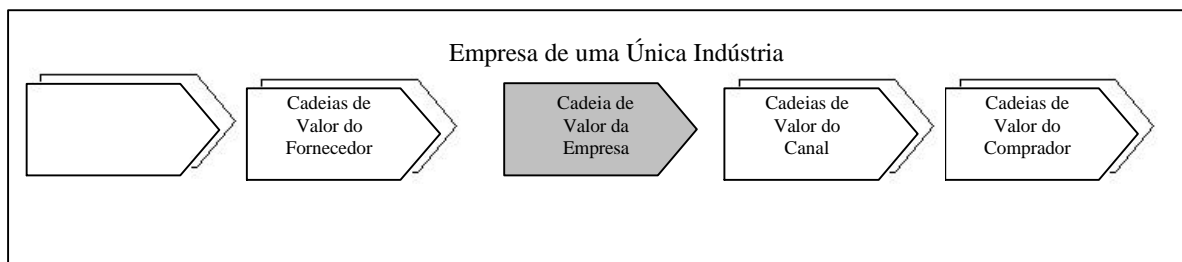 Empresa de uma Única Indústria
Cadeias de
Valor do
Fornecedor
Cadeia de
Valor da
Empresa
Cadeias de
Valor do
Canal
Cadeias de
Valor do
Comprador